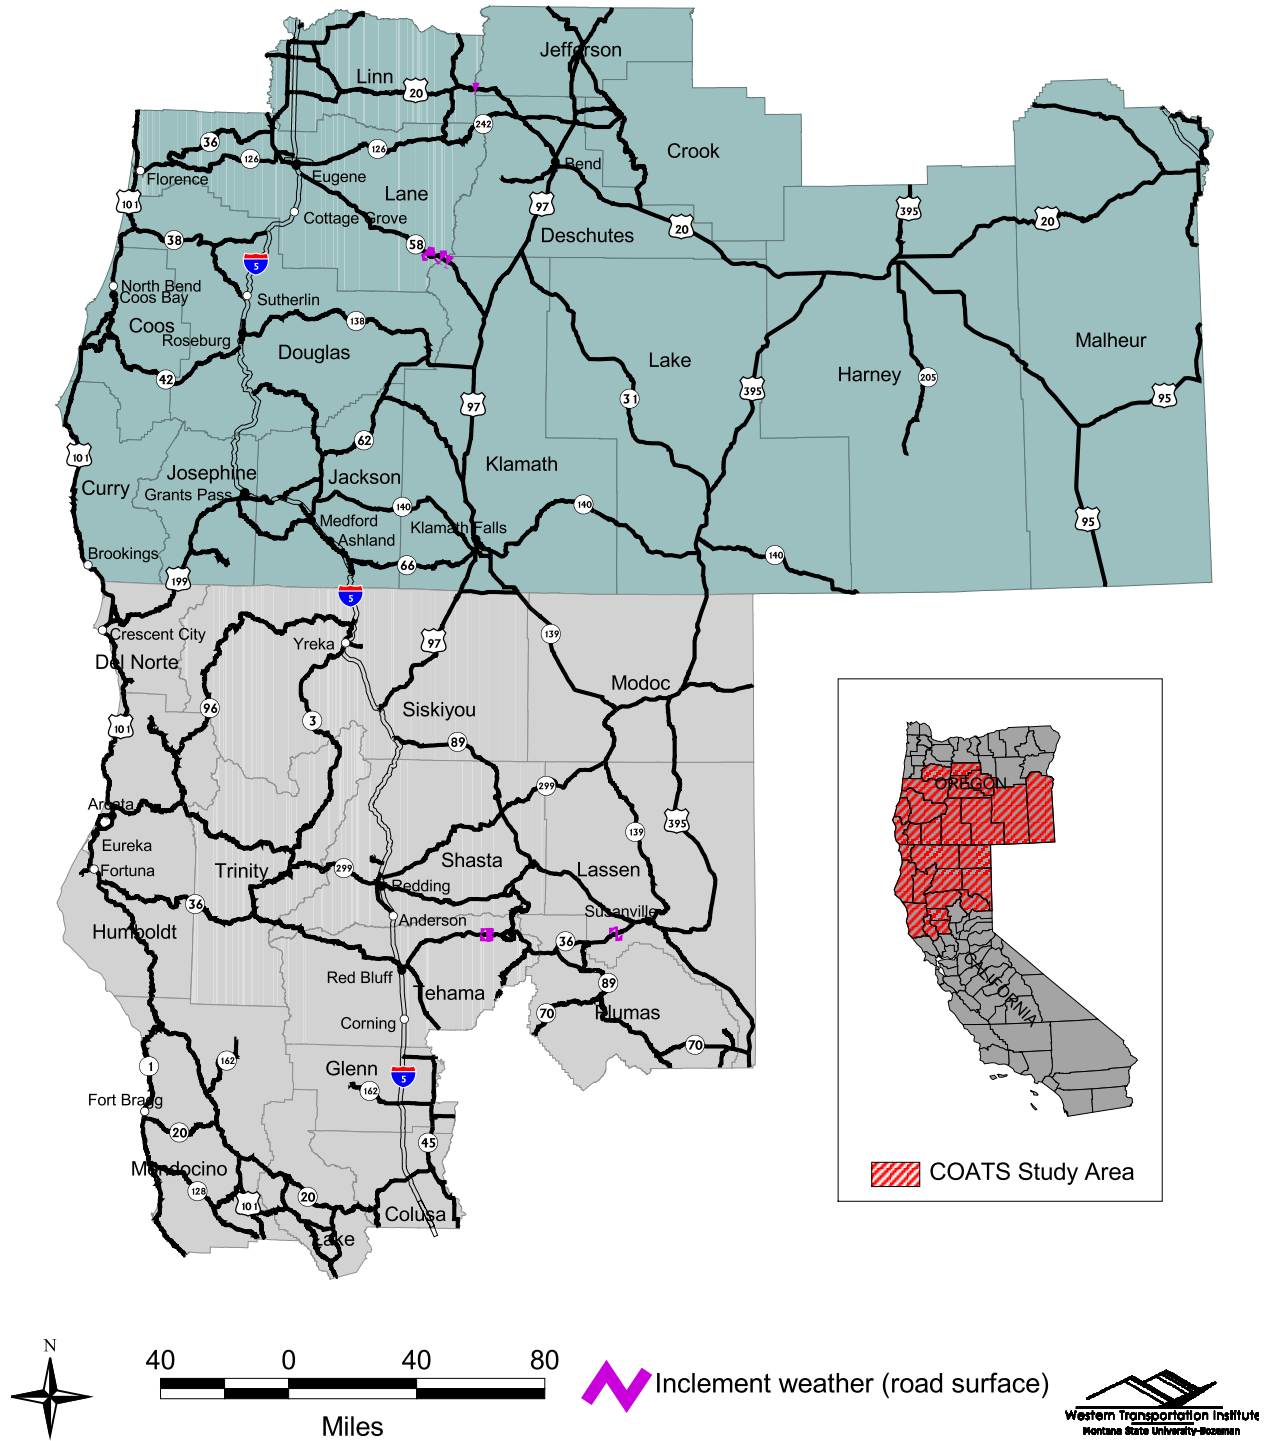 Jefferson
Linn
20
242
36
126
126
Crook
Bend
Florence
Eugene
Lane
101
97
395
20
Cottage Grove
20
38
58
Deschutes
5
North Bend
Coos Bay
Sutherlin
Coos
138
Roseburg
Douglas
Malheur
Lake
Harney
42
205
395
95
97
31
62
101
Josephine
Jackson
Klamath
Curry
Grants Pass
140
140
95
Medford
Klamath Falls
Ashland
Brookings
140
66
199
5
Crescent City
Yreka
97
139
Del Norte
Modoc
96
Siskiyou
3
101
89
299
OREGON
Arcata
395
139
Eureka
Shasta
Fortuna
Trinity
299
Lassen
Redding
36
Anderson
Susanville
Humboldt
36
CALIFORNIA
Red Bluff
89
Tehama
70
Plumas
Corning
70
1
162
Glenn
5
162
Fort Bragg
20
45
Mendocino
COATS Study Area
128
20
101
Colusa
Lake
N
40 0 40 80
Miles
Inclement weather (road surface)
Western Transportation Institute
Montana State University-Bozeman